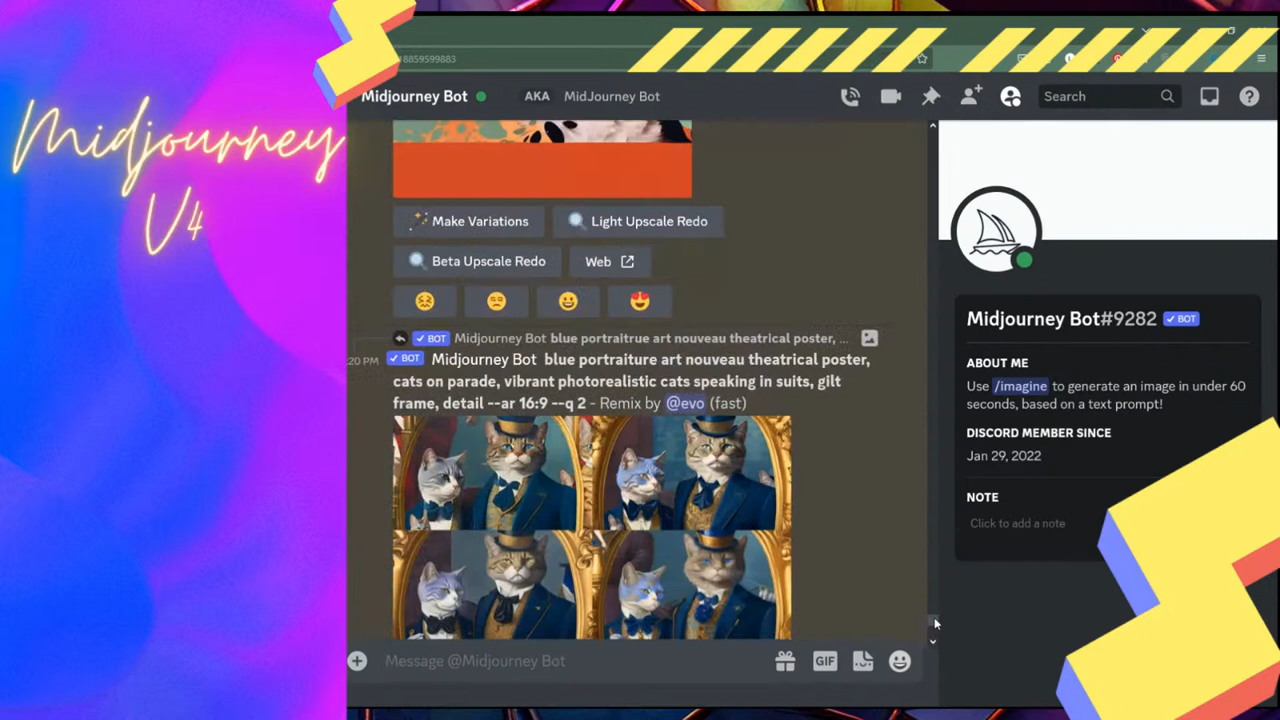 Midjourney
V4
8859599883
Midjourney Bot AKA MidJourney Bot
Search
Make Variations Light Upscale Redo
Beta Upscale Redo Web
BOT Midjourney Bot blue portraitrue art nouveau theatrical poster, ...
:20 PM BOT Midjourney Bot blue portraiture art nouveau theatrical poster,
cats on parade, vibrant photorealistic cats speaking in suits, gilt
frame, detail --ar 16:9 --q 2 - Remix by @evo (fast)
Message @Midjourney Bot
GIF
Midjourney Bot#9282 BOT
ABOUT ME
Use /imagine to generate an image in under 60
seconds, based on a text prompt!
DISCORD MEMBER SINCE
Jan 29, 2022
NOTE
Click to add a note